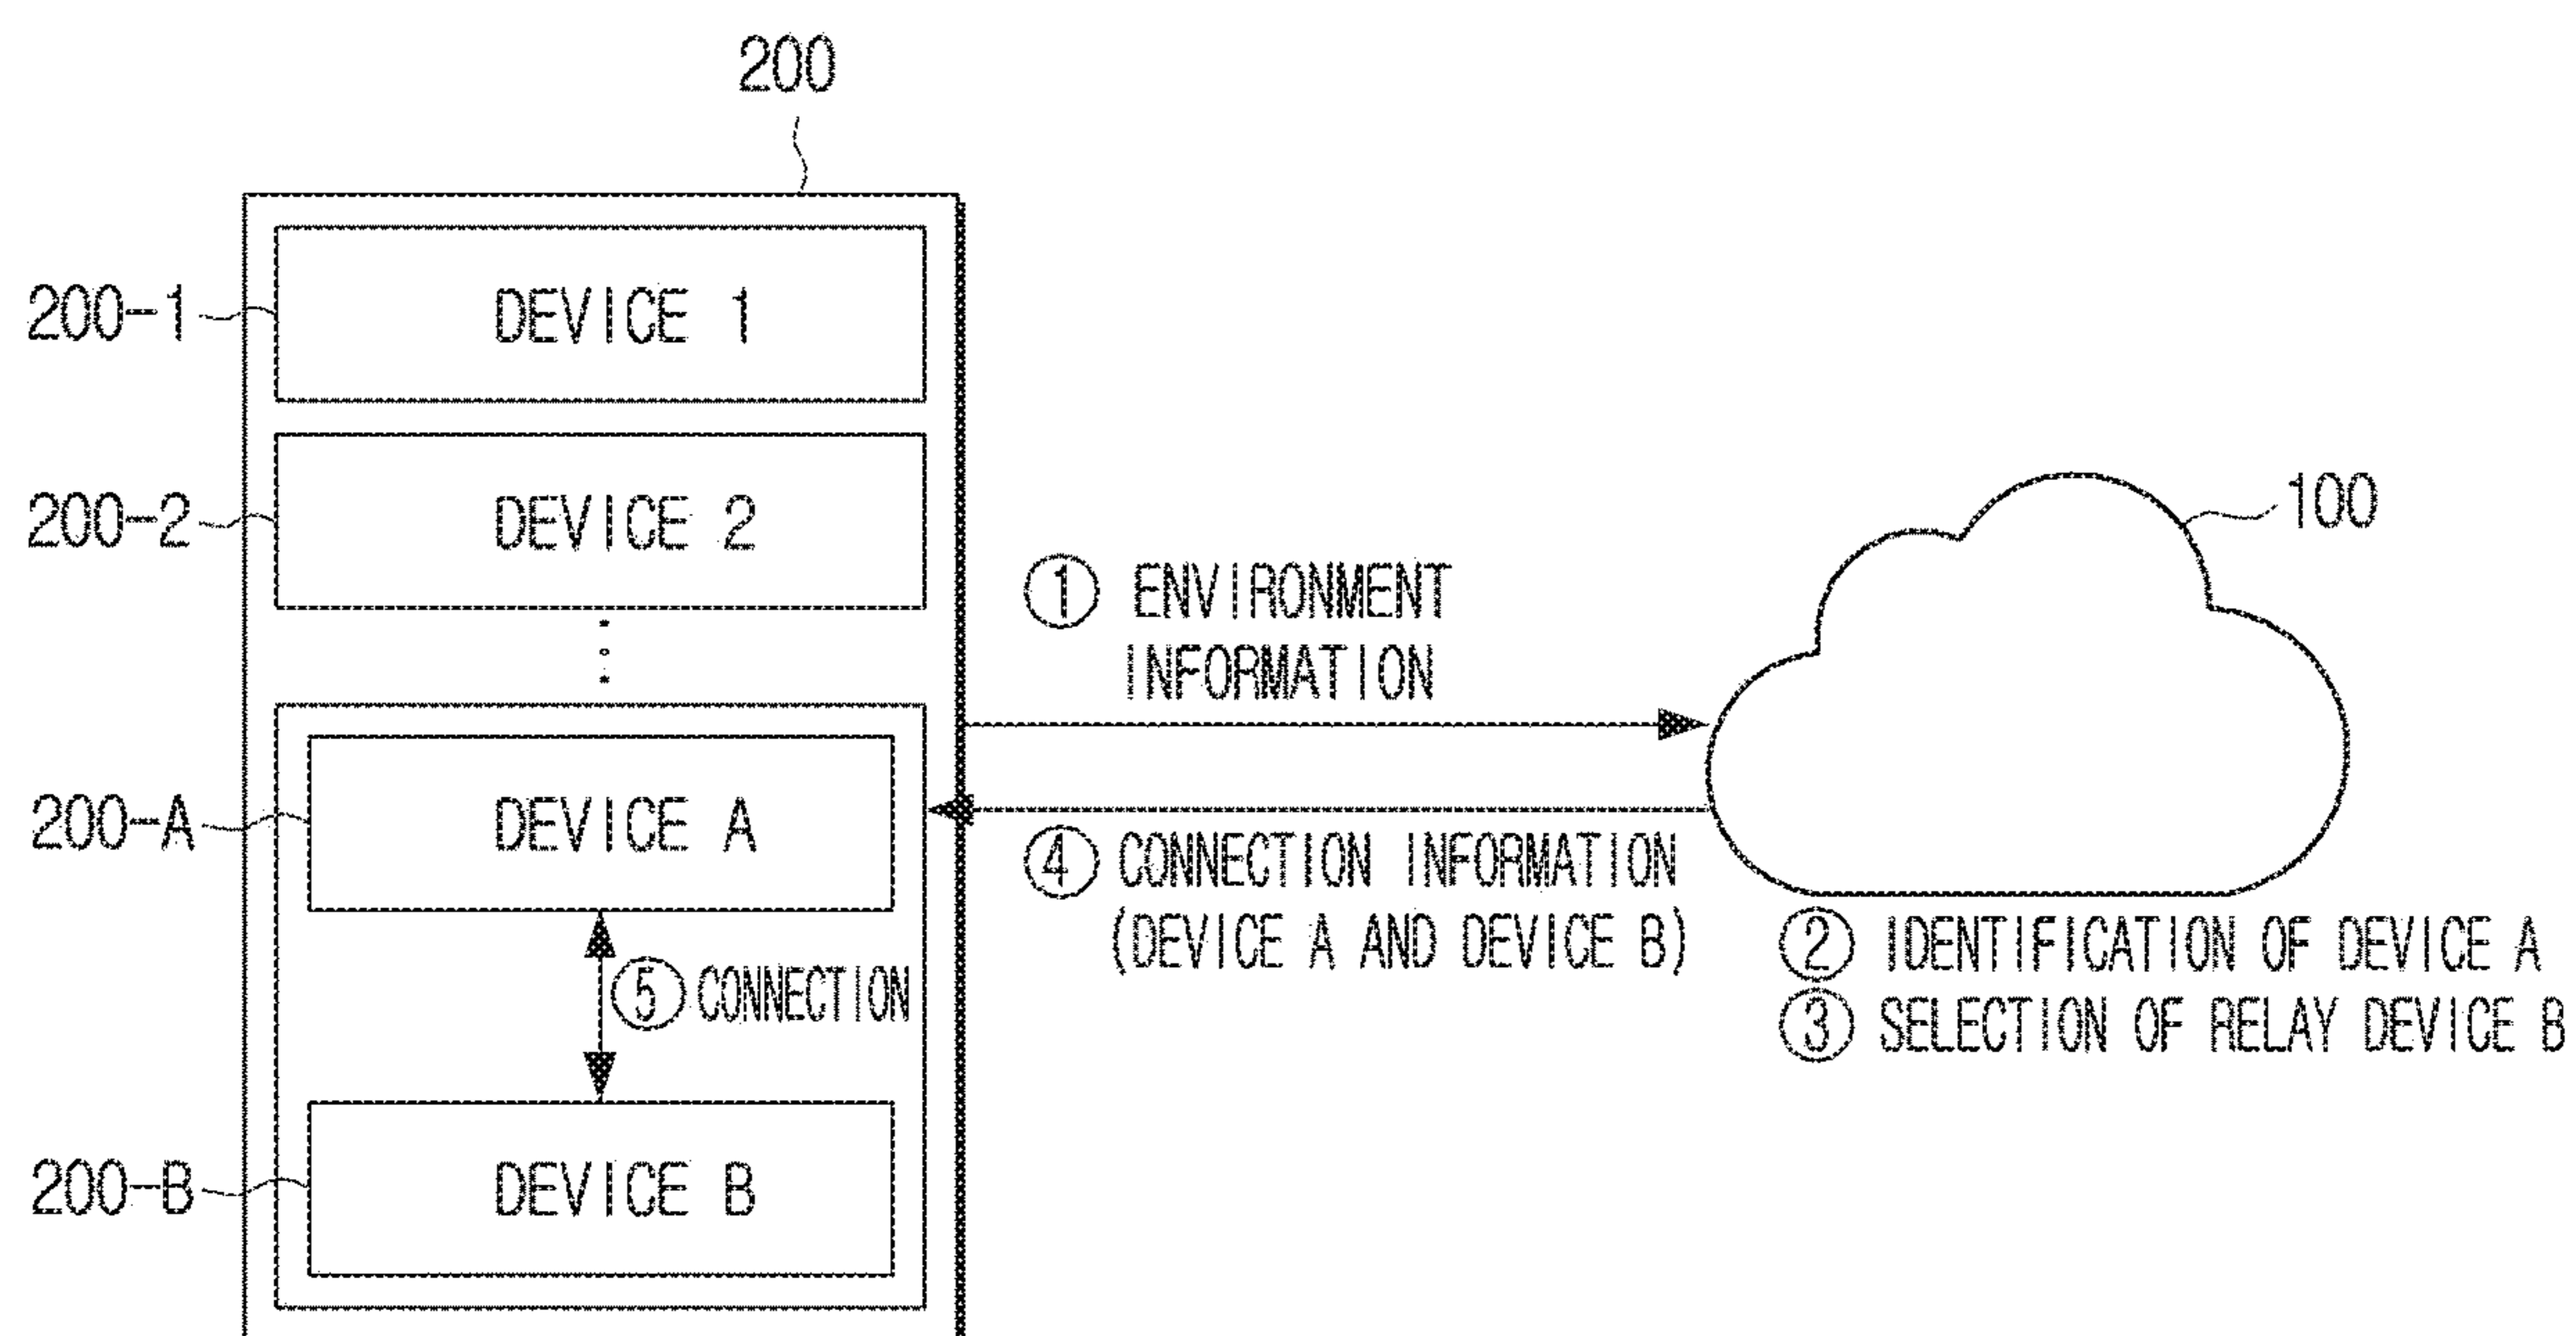 200
200-1
DEVICE 1
200-2
DEVICE 2
100
① ENVIRONMENT
INFORMATION
200-A
DEVICE A
④ CONNECTION INFORMATION
(DEVICE A AND DEVICE B)
② IDENTIFICATION OF DEVICE A
③ SELECTION OF RELAY DEVICE B
⑤ CONNECTION
200-B
DEVICE B